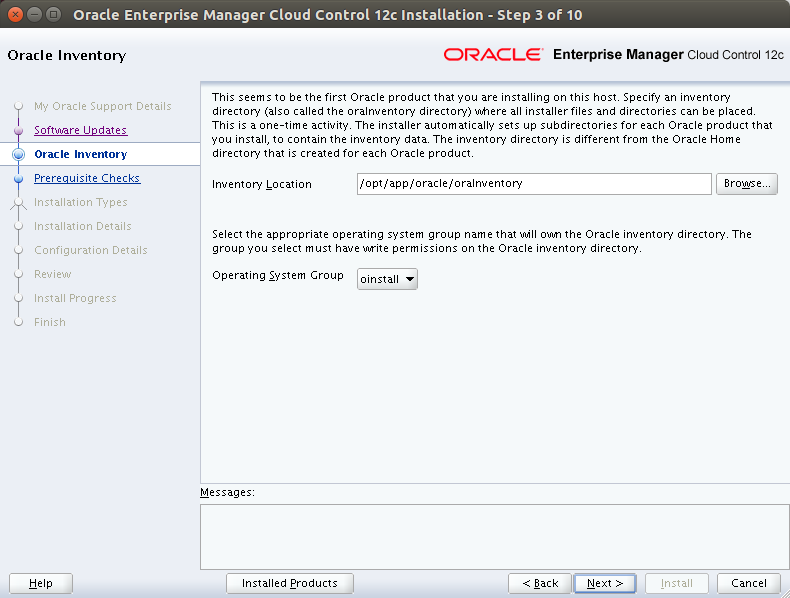 Oracle Enterprise Manager Cloud Control 12c Installation - Step 3 of 10
Oracle Inventory
ORACLE Enterprise Manager Cloud Control 12c
My Oracle Support Details
Software Updates
Oracle Inventory
Prerequisite Checks
Installation Types
Installation Details
Configuration Details
Review
Install Progress
Finish
This seems to be the first Oracle product that you are installing on this host. Specify an inventory
directory (also called the oraInventory directory) where all installer files and directories can be placed.
This is a one-time activity. The installer automatically sets up subdirectories for each Oracle product that
you install, to contain the inventory data. The inventory directory is different from the Oracle Home
directory that is created for each Oracle product.
Inventory Location /opt/app/oracle/oraInventory Browse...
Select the appropriate operating system group name that will own the Oracle inventory directory. The
group you select must have write permissions on the Oracle inventory directory.
Operating System Group oinstall
Messages:
Help Installed Products < Back Next > Install Cancel